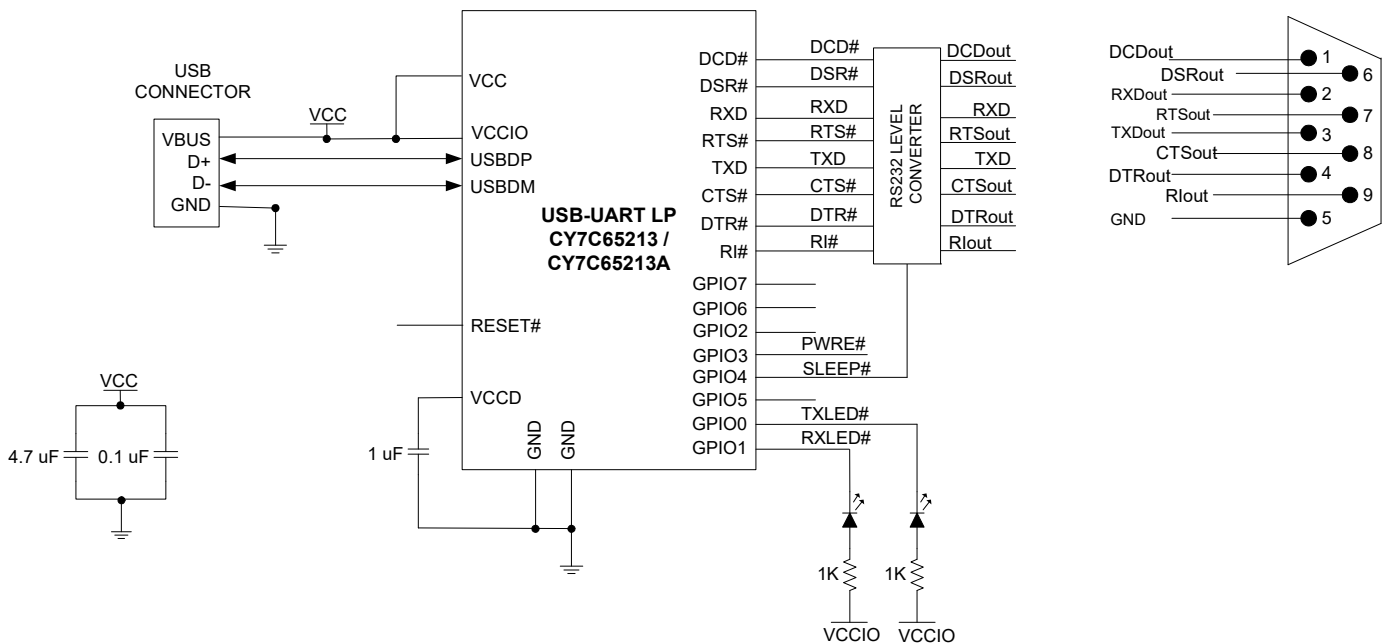 USB
CONNECTOR
VBUS
D+
D-
GND
VCC
VCC
VCCIO
USBDP
USBDM
RESET#
VCCD
GND
GND
USB-UART LP
CY7C65213 /
CY7C65213A
DCD#
DSR#
RXD
RTS#
TXD
CTS#
DTR#
RI#
GPIO7
GPIO6
GPIO2
GPIO3
GPIO4
GPIO5
GPIO0
GPIO1
DCD#
DSR#
RXD
RTS#
TXD
CTS#
DTR#
RI#
PWRE#
SLEEP#
TXLED#
RXLED#
RS232 LEVEL
CONVERTER
DCDout
DSRout
RXD
RTSout
TXD
CTSout
DTRout
RIout
DCDout 1
DSRout 6
RXDout 2
RTSout 7
TXDout 3
CTSout 8
DTRout 4
RIout 9
GND 5
VCC
4.7 uF
0.1 uF
1 uF
1K
1K
VCCIO
VCCIO